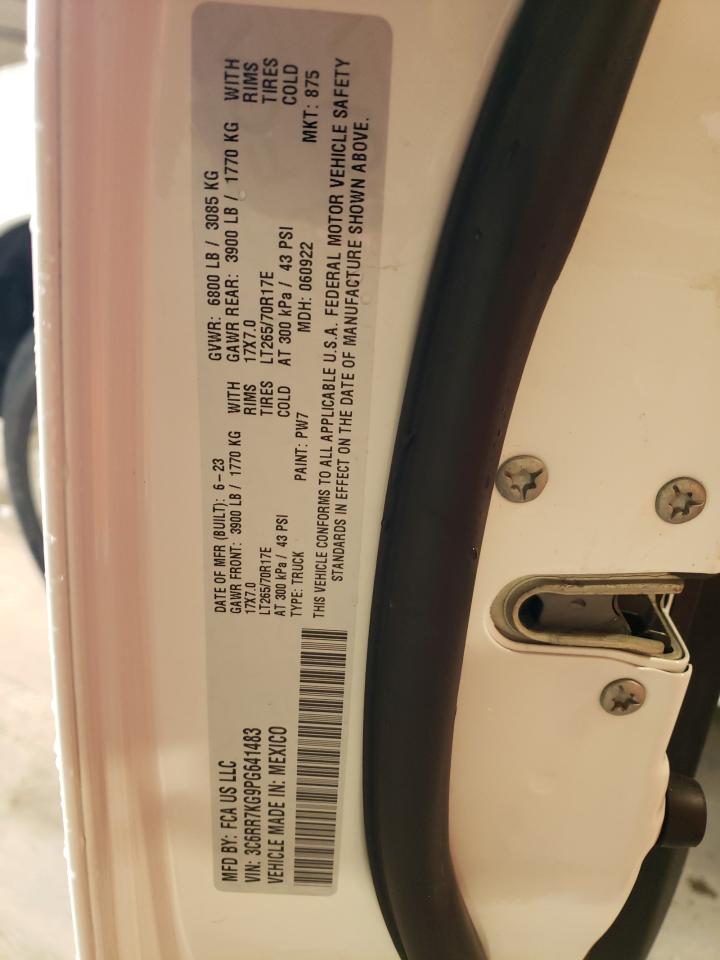 MFD BY: FCA US LLC
VIN: 3C6RR7KG9PG641483
VEHICLE MADE IN: MEXICO
DATE OF MFR (BUILT): 6-23
GAWR FRONT: 3900 LB / 1770 KG WITH
17X7.0 RIMS
LT265/70R17E TIRES
AT 300 kPa / 43 PSI COLD
TYPE: TRUCK PAINT: PW7
GVWR: 6800 LB / 3085 KG
GAWR REAR: 3900 LB / 1770 KG WITH
17X7.0 RIMS
LT265/70R17E TIRES
AT 300 kPa / 43 PSI COLD
MDH: 060922 MKT: 875
THIS VEHICLE CONFORMS TO ALL APPLICABLE U.S.A. FEDERAL MOTOR VEHICLE SAFETY
STANDARDS IN EFFECT ON THE DATE OF MANUFACTURE SHOWN ABOVE.